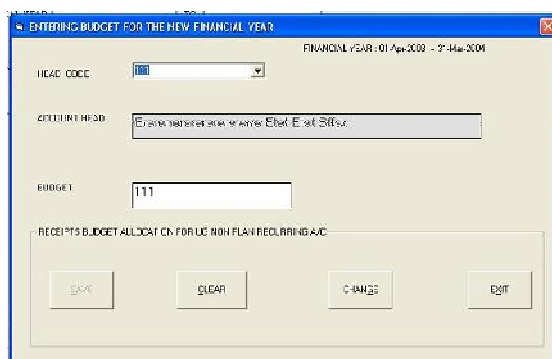 ENTERING BUDGET FOR THE NEW FINANCIAL YEAR
FINANCIAL YEAR : 01-Apr-2003 - 31-Mar-2004
HEAD CODE
ACCOUNT HEAD
BUDGET
111
RECEIPTS BUDGET ALLOCATION FOR UG NON PLAN RECURRING A/C
SAVE
CLEAR
CHANGE
EXIT